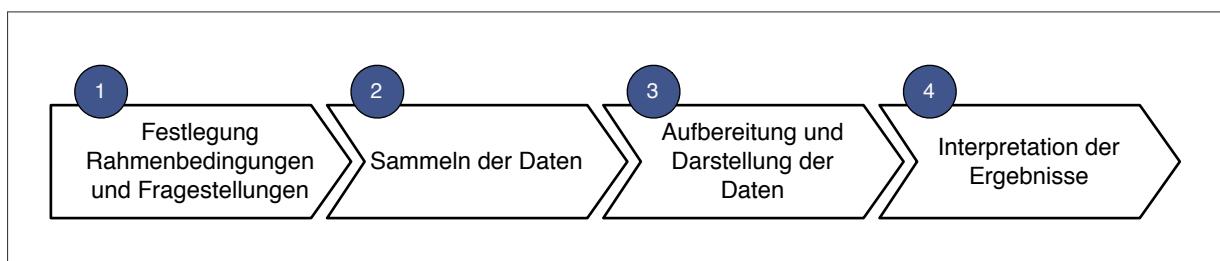 1
Festlegung
Rahmenbedingungen
und Fragestellungen
2
Sammeln der Daten
3
Aufbereitung und
Darstellung der
Daten
4
Interpretation der
Ergebnisse